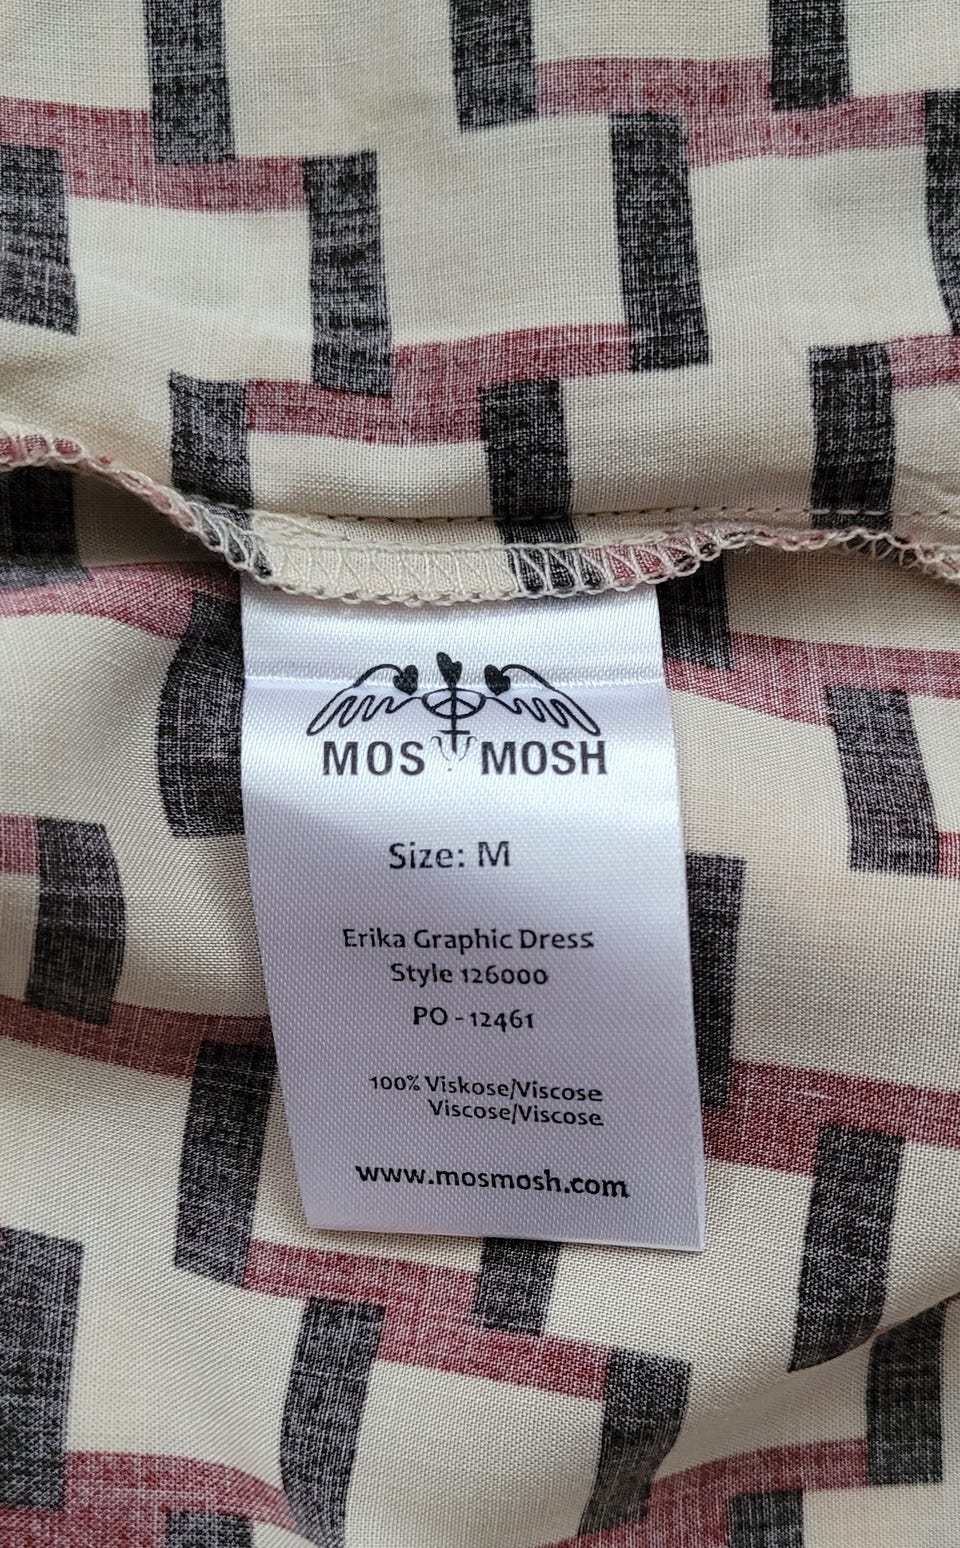 MOS MOSH
Size: M
Erika Graphic Dress
Style 126000
PO - 12461
100% Viskose/Viscose
Viscose/Viscose
www.mosmosh.com